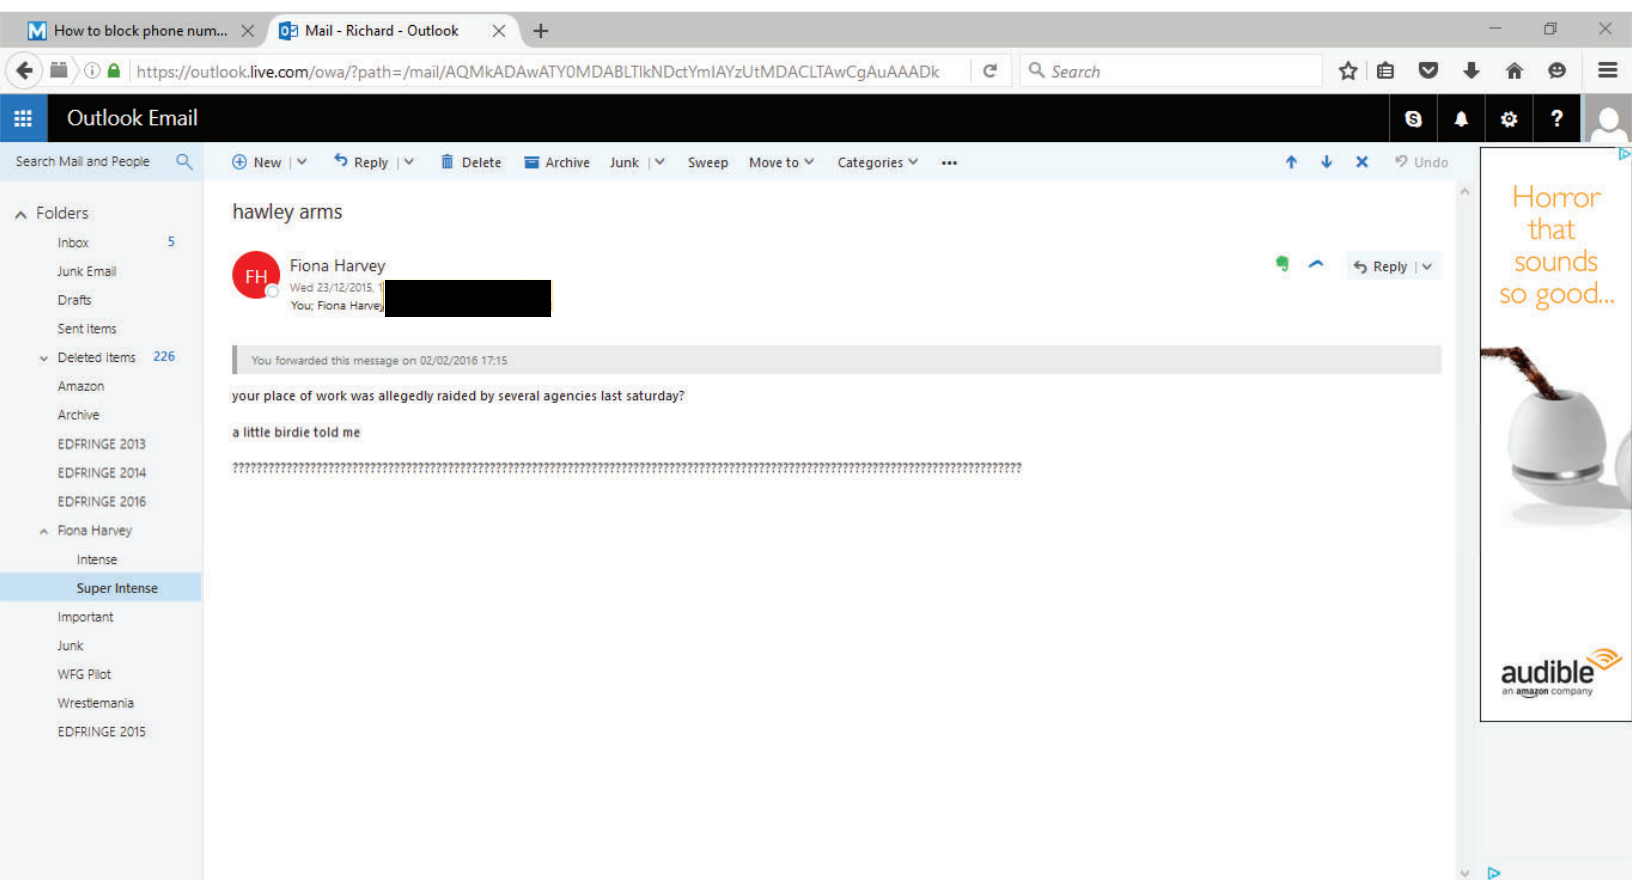 How to block phone num...
Mail - Richard - Outlook
https://outlook.live.com/owa/?path=/mail/AQMkADAwATY0MDABLTIkNDctYmIAYzUtMDACLTAwCgAuAAADk
Search
Outlook Email
Search Mail and People
New
Reply
Delete
Archive
Junk
Sweep
Move to
Categories
Undo
Folders
Inbox 5
Junk Email
Drafts
Sent Items
Deleted Items 226
Amazon
Archive
EDFRINGE 2013
EDFRINGE 2014
EDFRINGE 2016
Fiona Harvey
Intense
Super Intense
Important
Junk
WFG Pilot
Wrestlemania
EDFRINGE 2015
hawley arms
FH
Fiona Harvey
Wed 23/12/2015,
You; Fiona Harvey
Reply
You forwarded this message on 02/02/2016 17:15
your place of work was allegedly raided by several agencies last saturday?
a little birdie told me
????????????????????????????????????????????????????????????????????????????????????????????????????????????????????????????????????
Horror
that
sounds
so good...
audible
an amazon company